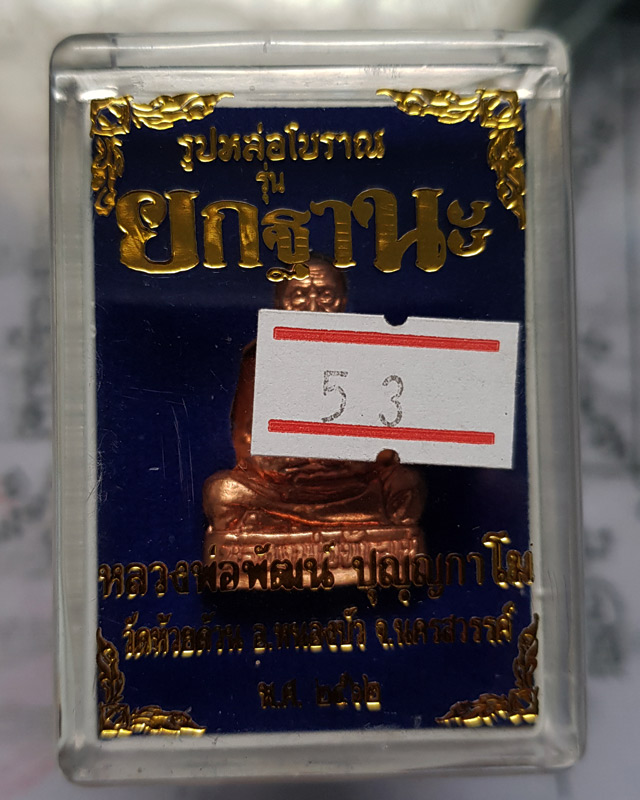 รูปหล่อโบราณ
รุ่น
ยกฐานะ
53
หลวงพ่อพัฒน์ ปุญฺญกาโม
วัดห้วยด้วน อ.หนองบัว จ.นครสวรรค์
พ.ศ. ๒๕๖๒